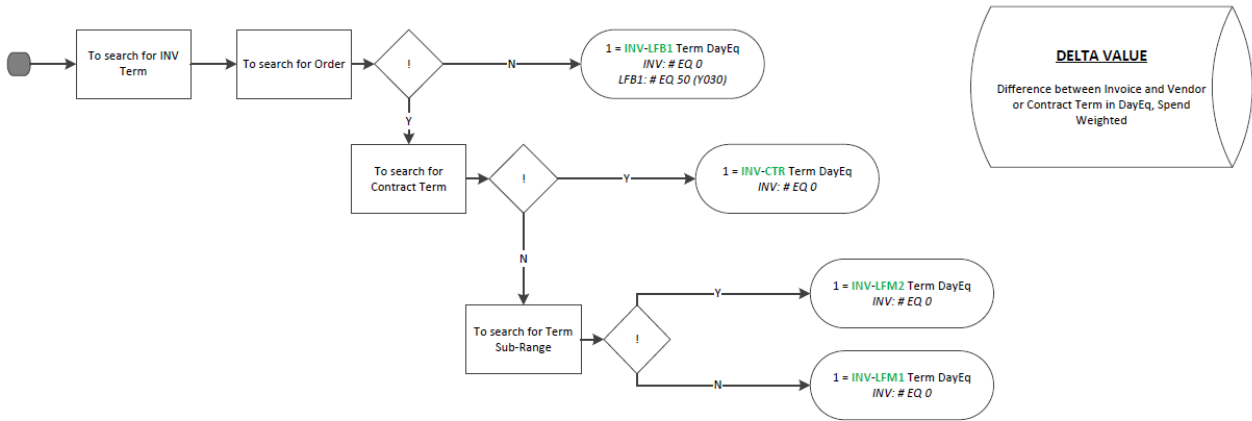 To search for INV
Term
To search for Order
!
N
1 = INV-LFB1 Term DayEq
INV: # EQ 0
LFB1: # EQ 50 (Y030)
DELTA VALUE
Difference between Invoice and Vendor
or Contract Term in DayEq, Spend
Weighted
Y
To search for
Contract Term
!
Y
1 = INV-CTR Term DayEq
INV: # EQ 0
N
To search for Term
Sub-Range
!
Y
1 = INV-LFM2 Term DayEq
INV: # EQ 0
N
1 = INV-LFM1 Term DayEq
INV: # EQ 0